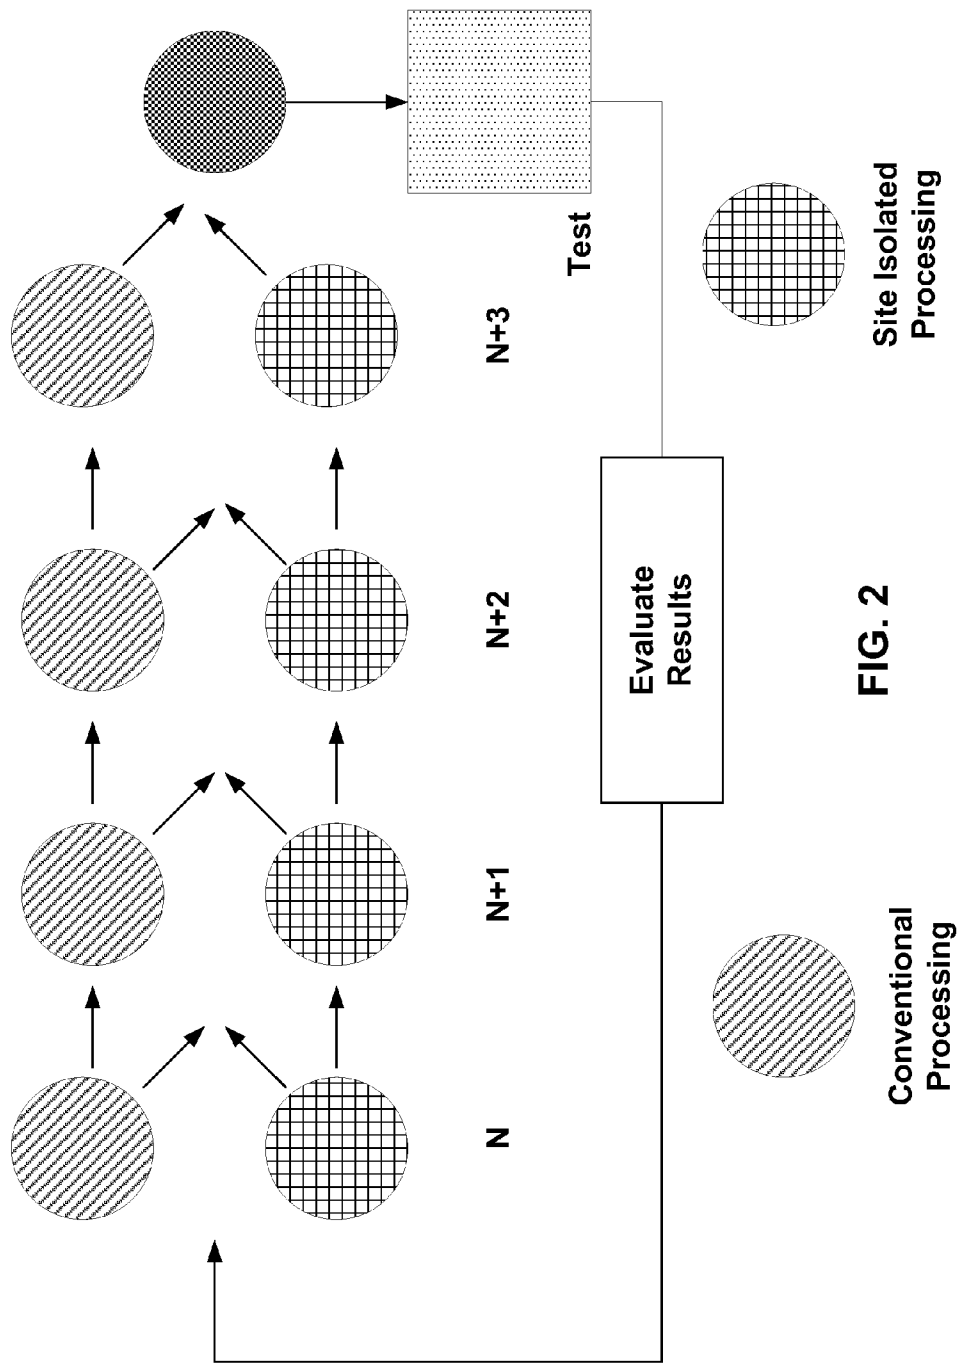 N
N+1
N+2
N+3
Test
Evaluate
Results
Conventional
Processing
FIG. 2
Site Isolated
Processing